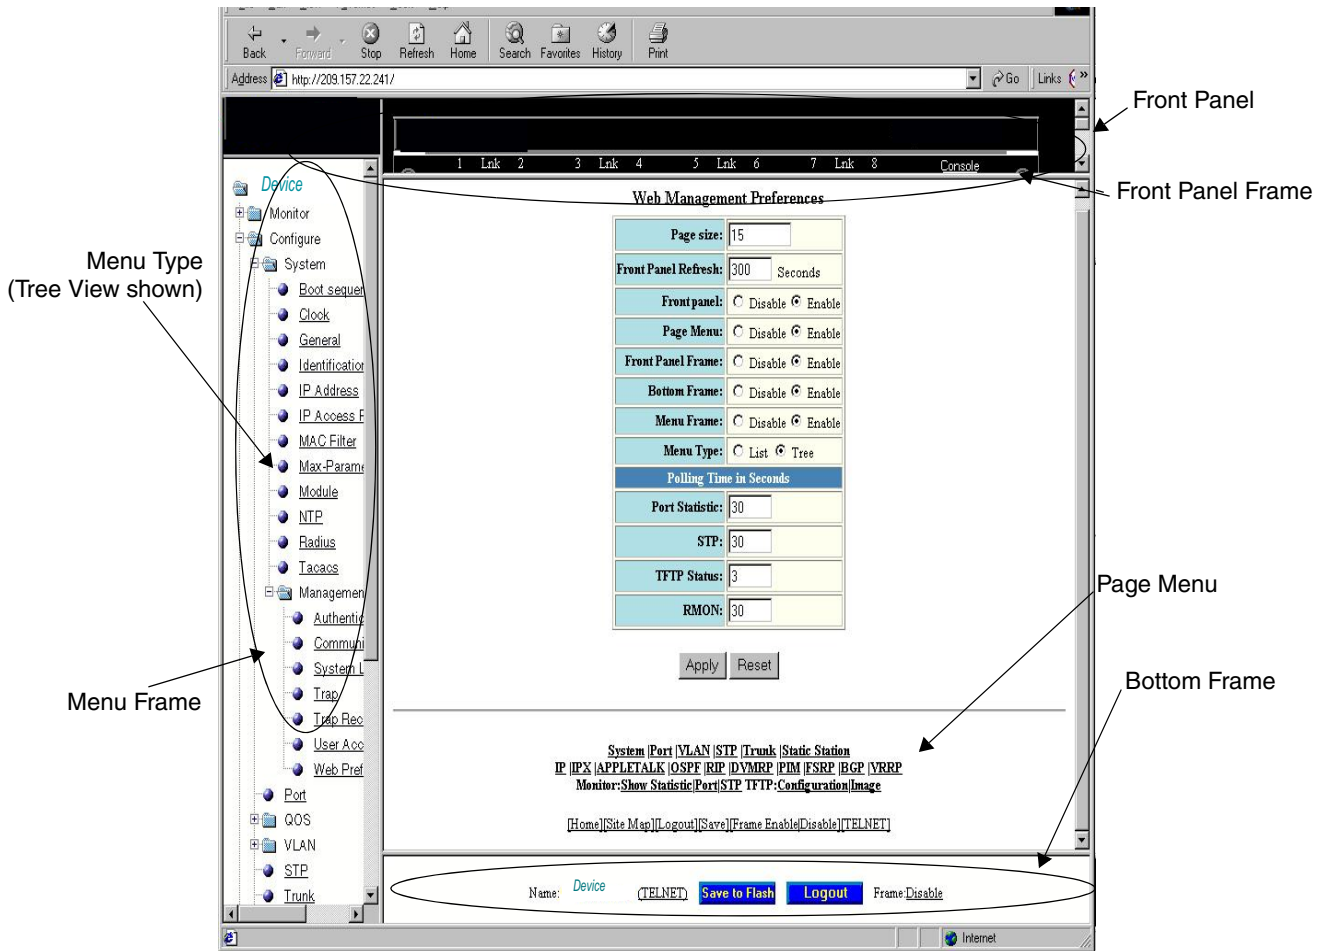 Back Forward Stop Refresh Home Search Favorites History Print
Address http://209.157.22.241/ Go Links
Front Panel
1 Lnk 2 3 Lnk 4 5 Lnk 6 7 Lnk 8 Console
Front Panel Frame
Device
Monitor
Configure
System
Boot sequer
Clock
General
Identification
IP Address
IP Access F
MAC Filter
Max-Parame
Module
NTP
Radius
Tacacs
Managemen
Authentic
Communi
System L
Trap
Trap Rec
User Acc
Web Pref
Port
QOS
VLAN
STP
Trunk
Menu Type
(Tree View shown)
Menu Frame
Web Management Preferences
Page size: 15
Front Panel Refresh: 300 Seconds
Frontpanel: Disable Enable
Page Menu: Disable Enable
Front Panel Frame: Disable Enable
Bottom Frame: Disable Enable
Menu Frame: Disable Enable
Menu Type: List Tree
Polling Time in Seconds
Port Statistic: 30
STP: 30
TFTP Status: 3
RMON: 30
Apply Reset
Page Menu
Bottom Frame
System |Port |VLAN |STP |Trunk |Static Station
IP |IPX |APPLETALK |OSPF |RIP |DVMRP |PIM |FSRP |BGP |VRRP
Monitor:Show Statistic|Port|STP TFTP:Configuration|Image
[Home][Site Map][Logout][Save][Frame Enable|Disable][TELNET]
Name: Device (TELNET) Save to Flash Logout Frame:Disable
Internet